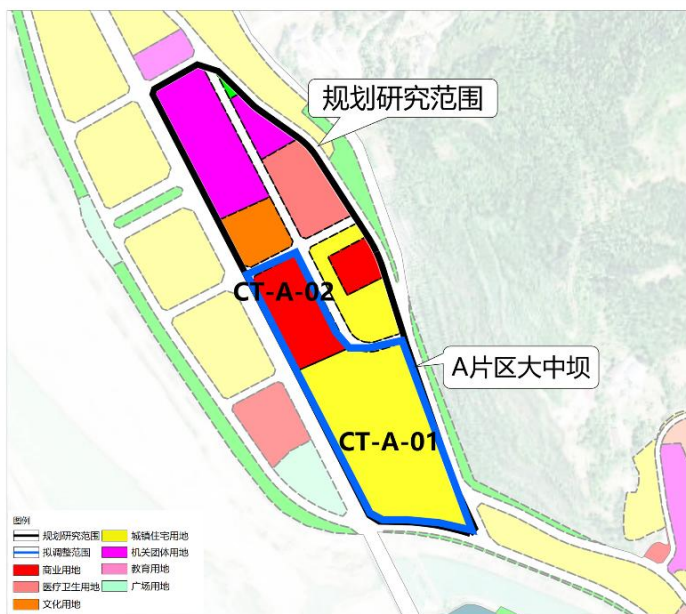 规划研究范围
CT-A-02
A片区大中坝
CT-A-01
图例
规划研究范围
城镇住宅用地
拟调整范围
机关团体用地
商业用地
教育用地
医疗卫生用地
广场用地
文化用地